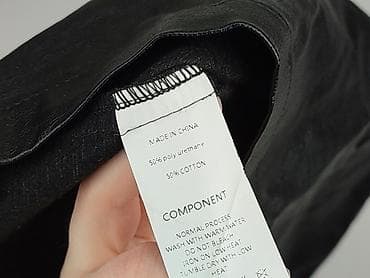 MADE IN CHINA
50% poly urethane
50% COTTON
COMPONENT
NORMAL PROCESS
WASH WITH WARM WATER
DO NOT BLEACH
IRON ON LOW HEAT
TUMBLE DRY WITH LOW
HEAT